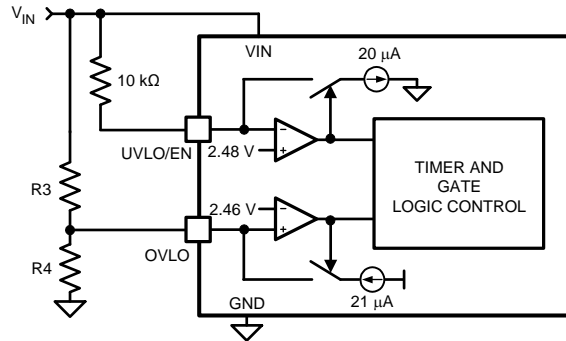 VIN
VIN
20 μA
10 kΩ
UVLO/EN
2.48 V
TIMER AND
GATE
LOGIC CONTROL
R3
2.46 V
OVLO
R4
21 μA
GND